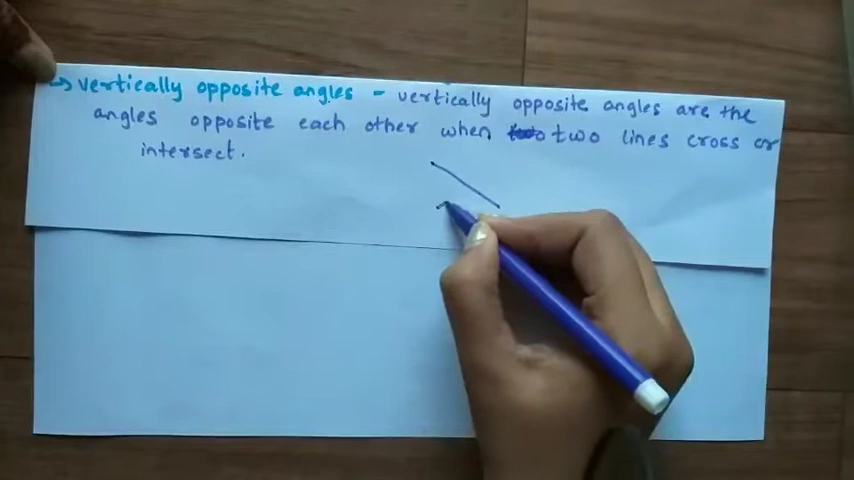 → vertically opposite angles - vertically opposite angles are the
angles opposite each other when two lines cross or
intersect.